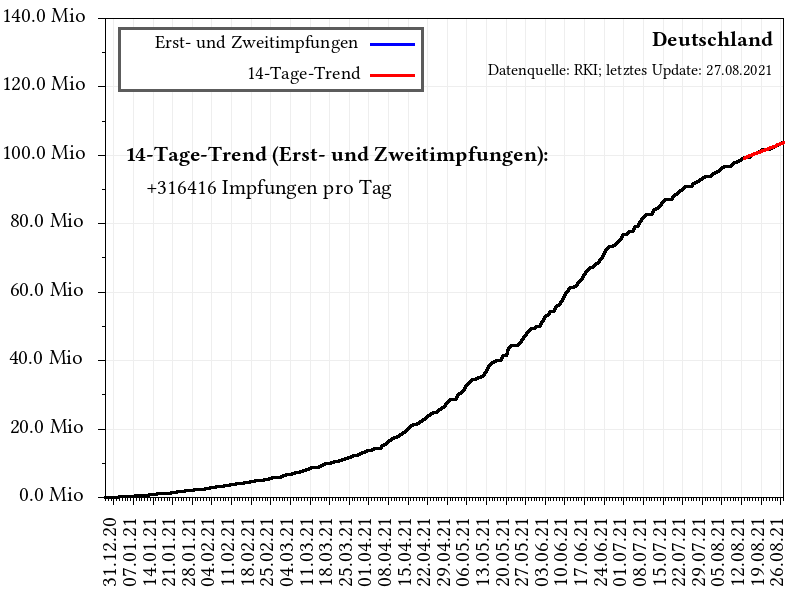 140.0 Mio
120.0 Mio
100.0 Mio
80.0 Mio
60.0 Mio
40.0 Mio
20.0 Mio
0.0 Mio
Erst- und Zweitimpfungen
14-Tage-Trend
Deutschland
Datenquelle: RKI; letztes Update: 27.08.2021
14-Tage-Trend (Erst- und Zweitimpfungen):
+316416 Impfungen pro Tag
31.12.20
07.01.21
14.01.21
21.01.21
28.01.21
04.02.21
11.02.21
18.02.21
25.02.21
04.03.21
11.03.21
18.03.21
25.03.21
01.04.21
08.04.21
15.04.21
22.04.21
29.04.21
06.05.21
13.05.21
20.05.21
27.05.21
03.06.21
10.06.21
17.06.21
24.06.21
01.07.21
08.07.21
15.07.21
22.07.21
29.07.21
05.08.21
12.08.21
19.08.21
26.08.21